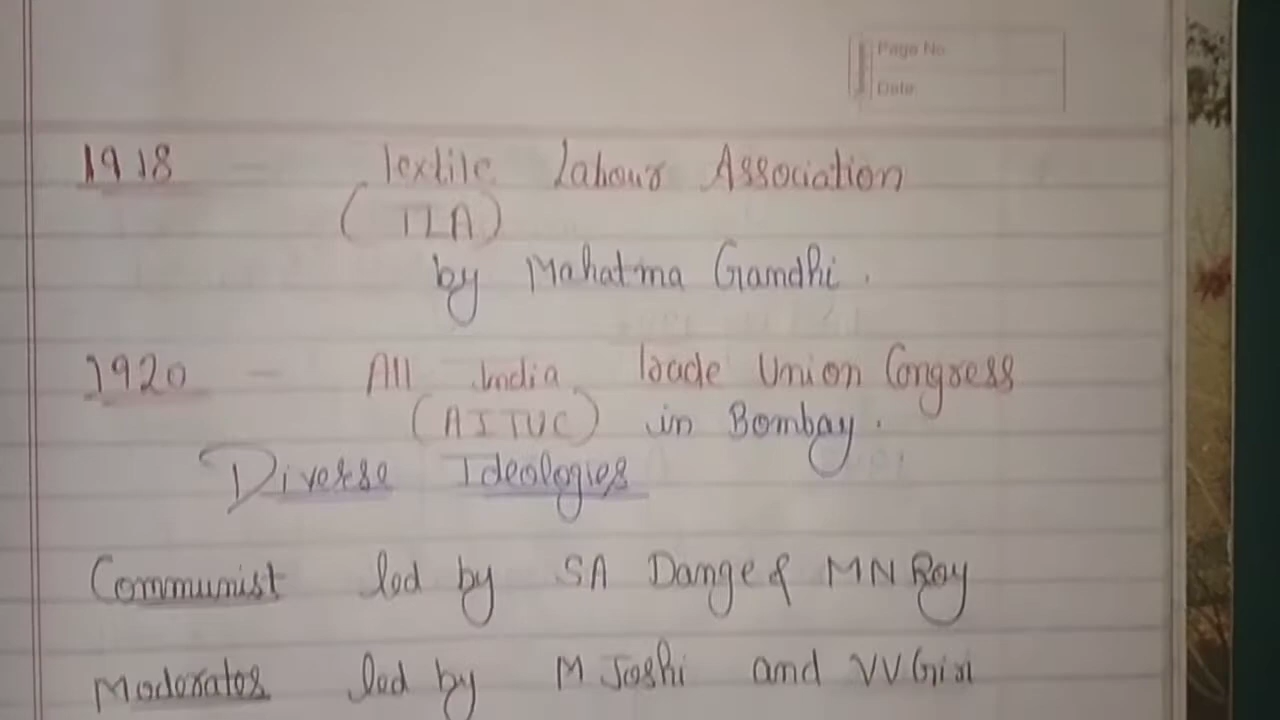 Page No
Date
1918 - Textile Labour Association
(TLA)
by Mahatma Gandhi.
1920 - All India Trade Union Congress
(AITUC) in Bombay.
Diverse Ideologies
Communist led by SA Dange & MN Roy
Moderates led by M Joshi and VV Giri